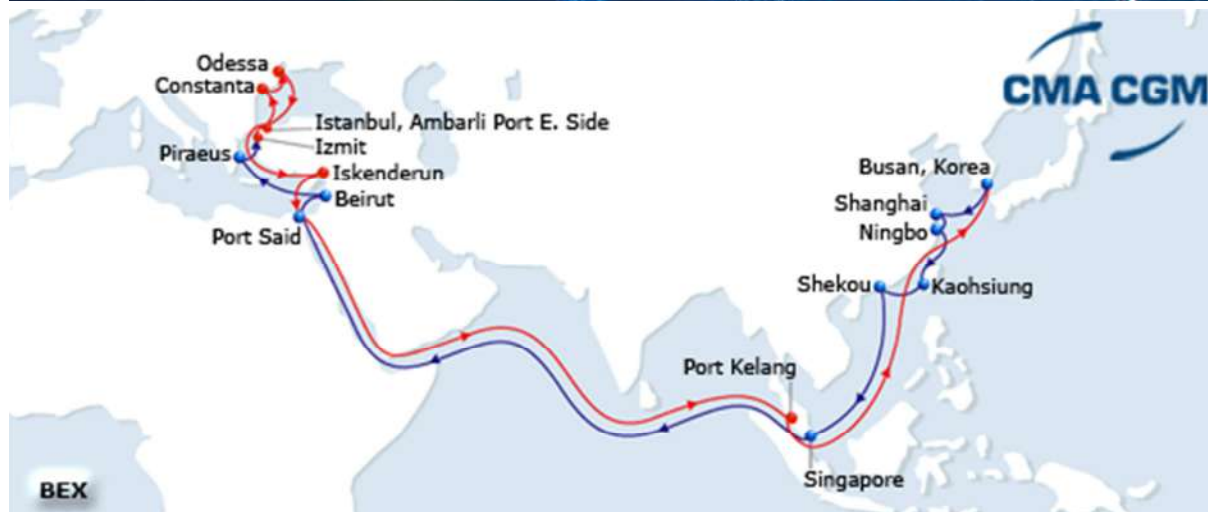 Odessa
Constanta
CMA CGM
Istanbul, Ambarli Port E. Side
Izmit
Piraeus
Iskenderun
Busan, Korea
Beirut
Shanghai
Port Said
Ningbo
Shekou
Kaohsiung
Port Kelang
Singapore
BEX